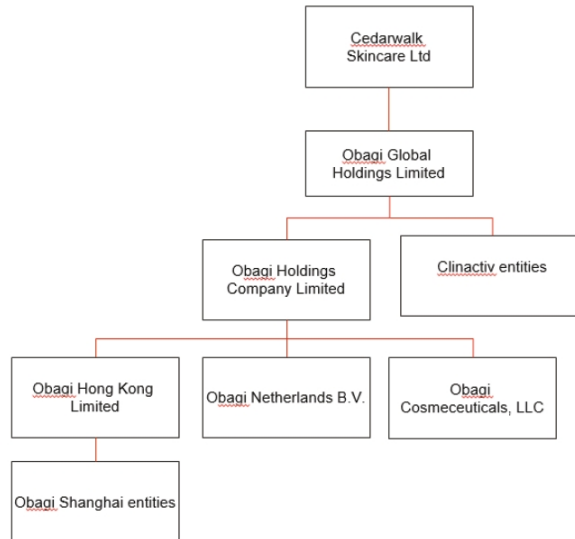 Cedarwalk
Skincare Ltd
Obagi Global
Holdings Limited
Obagi Holdings
Company Limited
Clinactiv entities
Obagi Hong Kong
Limited
Obagi Netherlands B.V.
Obagi
Cosmeceuticals, LLC
Obagi Shanghai entities